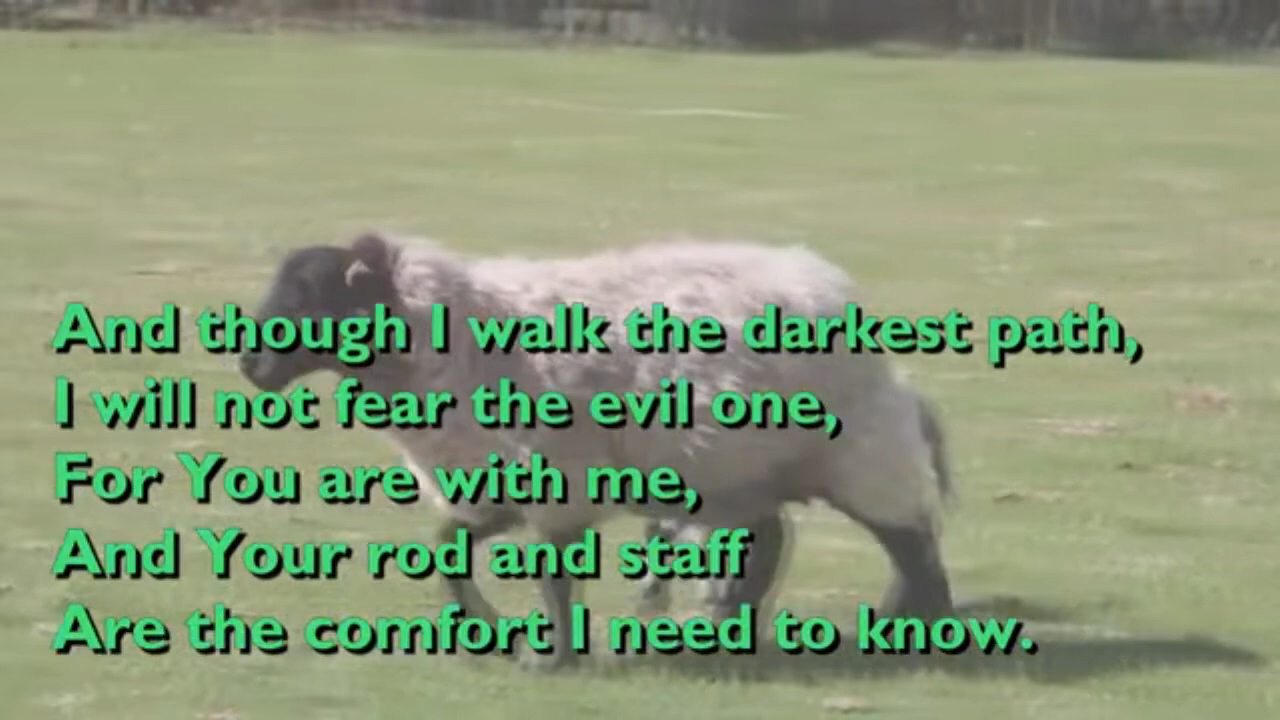 And though I walk the darkest path,
I will not fear the evil one,
For You are with me,
And Your rod and staff
Are the comfort I need to know.